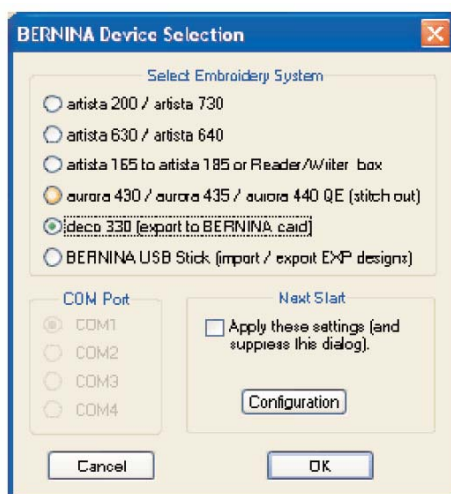 BERNINA Device Selection
Select Embroidery System
artista 200 / artista 730
artista 630 / artista 640
artista 165 to artista 185 or Reader/Writer box
aurora 430 / aurora 435 / aurora 440 QE (stitch out)
deco 330 (export to BERNINA card)
BERNINA USB Stick (import / export EXP designs)
COM Port
COM1
COM2
COM3
COM4
Next Start
Apply these settings (and
suppress this dialog).
Configuration
Cancel
OK